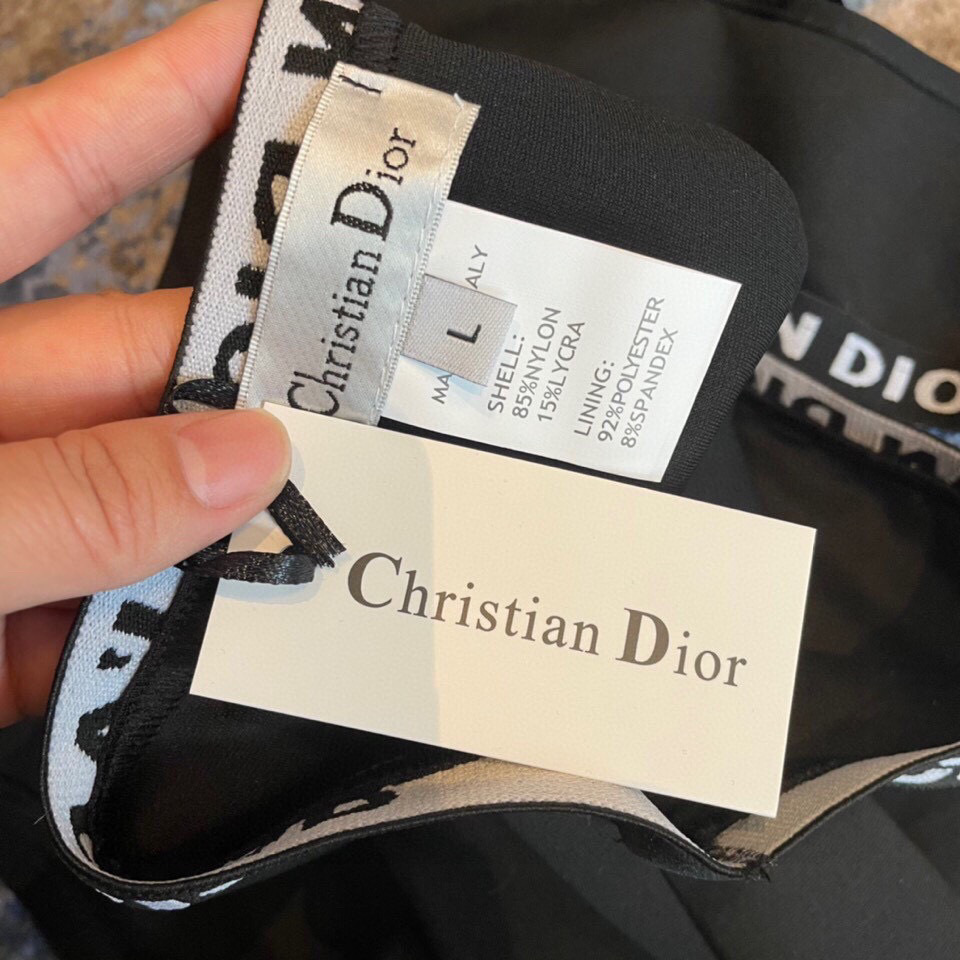 Christian Dior
MA
ALY
L
SHELL:
85%NYLON
15%LYCRA
LINING:
92%POLYESTER
8%SPANDEX
N DIO
Christian Dior